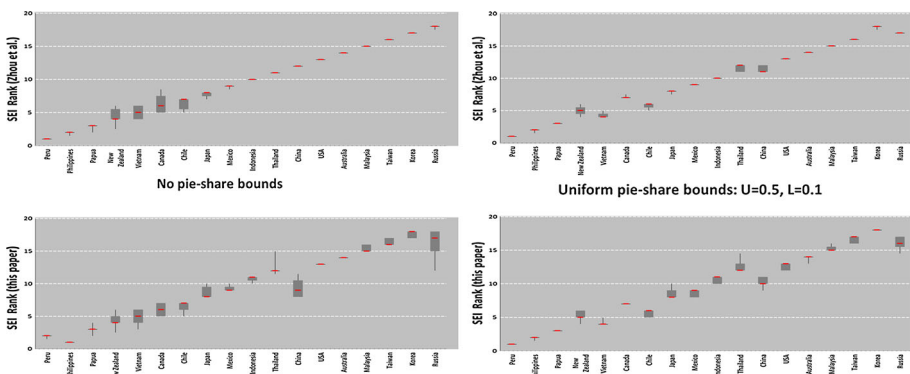 SEI Rank (Zhou et al.)
20
15
10
5
0
Peru
Philippines
Papua
New
Zealand
Vietnam
Canada
Chile
Japan
Mexico
Indonesia
Thailand
China
USA
Australia
Malaysia
Taiwan
Korea
Russia
No pie-share bounds
SEI Rank (Zhou et al.)
20
15
10
5
0
Peru
Philippines
Papua
New Zealand
Vietnam
Canada
Chile
Japan
Mexico
Indonesia
Thailand
China
USA
Australia
Malaysia
Taiwan
Korea
Russia
Uniform pie-share bounds: U=0.5, L=0.1
SEI Rank (this paper)
20
15
10
5
0
Peru
Philippines
Papua
New Zealand
Vietnam
Canada
Chile
Japan
Mexico
Indonesia
Thailand
China
USA
Australia
Malaysia
Taiwan
Korea
Russia
SEI Rank (this paper)
20
15
10
5
0
Peru
Philippines
Papua
New
Zealand
Vietnam
Canada
Chile
Japan
Mexico
Indonesia
Thailand
China
USA
Australia
Malaysia
Taiwan
Korea
Russia